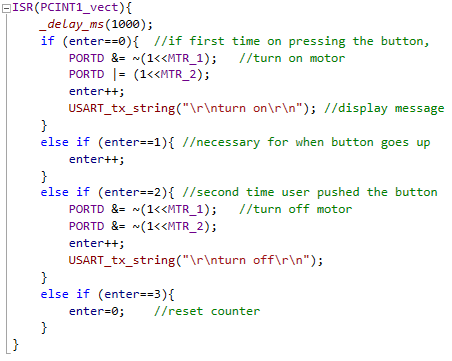 ISR(PCINT1_vect){
    _delay_ms(1000);
    if (enter==0){  //if first time on pressing the button,
        PORTD &= ~(1<<MTR_1);   //turn on motor
        PORTD |= (1<<MTR_2);
        enter++;
        USART_tx_string("\r\nturn on\r\n"); //display message
    }
    else if (enter==1){ //necessary for when button goes up
        enter++;
    }
    else if (enter==2){ //second time user pushed the button
        PORTD &= ~(1<<MTR_1);   //turn off motor
        PORTD &= ~(1<<MTR_2);
        enter++;
        USART_tx_string("\r\nturn off\r\n");
    }
    else if (enter==3){
        enter=0;    //reset counter
    }
}